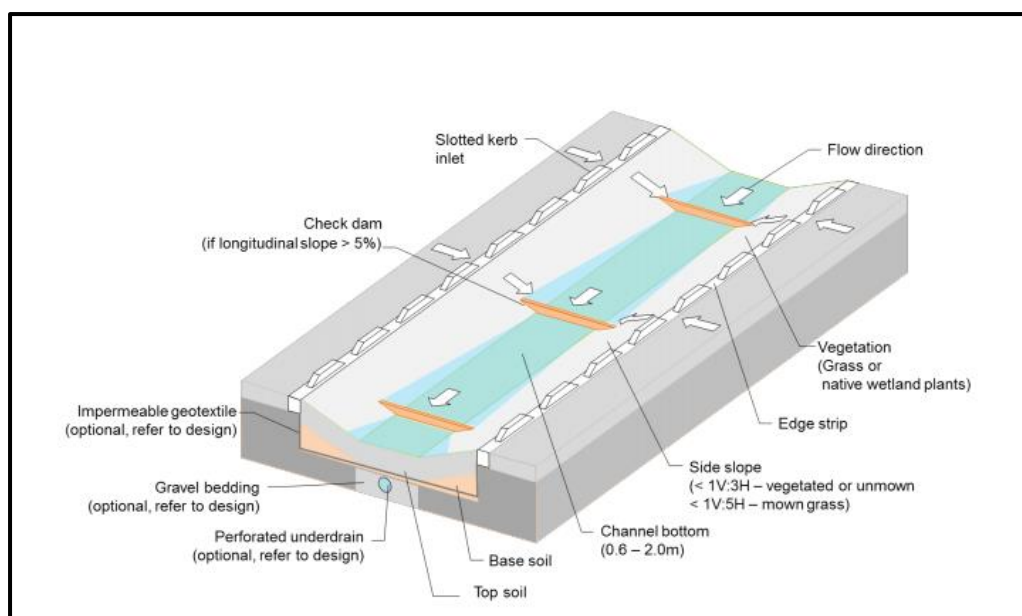 Slotted kerb
inlet
Flow direction
Check dam
(if longitudinal slope > 5%)
Vegetation
(Grass or
native wetland plants)
Edge strip
Impermeable geotextile
(optional, refer to design)
Side slope
(< 1V:3H – vegetated or unmown
< 1V:5H – mown grass)
Gravel bedding
(optional, refer to design)
Channel bottom
(0.6 – 2.0m)
Perforated underdrain
(optional, refer to design)
Base soil
Top soil